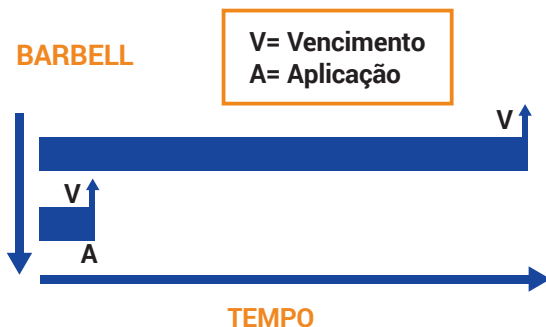 BARBELL
V= Vencimento
A= Aplicação
V
V
A
TEMPO